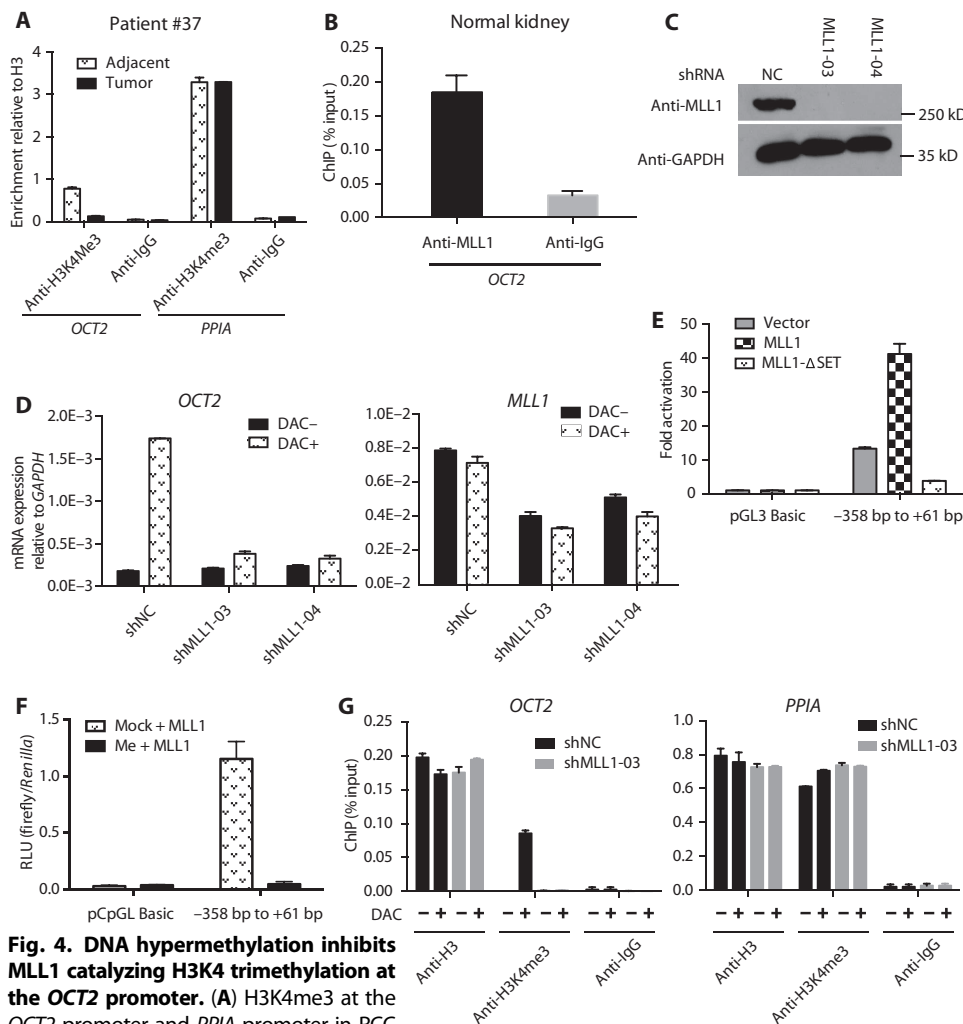 A
Patient #37
Enrichment relative to H3
4
3
2
1
0
Adjacent
Tumor
Anti-H3K4Me3
Anti-IgG
Anti-H3K4me3
Anti-IgG
OCT2
PPIA
B
Normal kidney
ChIP (% input)
0.25
0.20
0.15
0.10
0.05
0.00
Anti-MLL1
Anti-IgG
OCT2
C
shRNA
NC
MLL1-03
MLL1-04
Anti-MLL1
250 kD
Anti-GAPDH
35 kD
D
OCT2
mRNA expression
relative to GAPDH
2.0E–3
1.5E–3
1.0E–3
0.5E–3
0.0E–3
DAC–
DAC+
shNC
shMLL1-03
shMLL1-04
MLL1
1.0E–2
0.8E–2
0.6E–2
0.4E–2
0.2E–2
0.0E–2
DAC–
DAC+
shNC
shMLL1-03
shMLL1-04
E
Fold activation
50
40
30
20
10
0
Vector
MLL1
MLL1-ΔSET
pGL3 Basic
–358 bp to +61 bp
F
RLU (firefly/Renilla)
1.5
1.0
0.5
0.0
Mock + MLL1
Me + MLL1
pCpGL Basic
–358 bp to +61 bp
G
OCT2
ChIP (% input)
0.25
0.20
0.15
0.10
0.05
0.00
shNC
shMLL1-03
DAC – + – + – + – + – + – +
Anti-H3
Anti-H3K4me3
Anti-IgG
PPIA
1.0
0.8
0.6
0.4
0.2
0.0
shNC
shMLL1-03
– + – + – + – + – + – +
Anti-H3
Anti-H3K4me3
Anti-IgG
Fig. 4. DNA hypermethylation inhibits
MLL1 catalyzing H3K4 trimethylation at
the OCT2 promoter. (A) H3K4me3 at the
OCT2 promoter and PPIA promoter in RCC